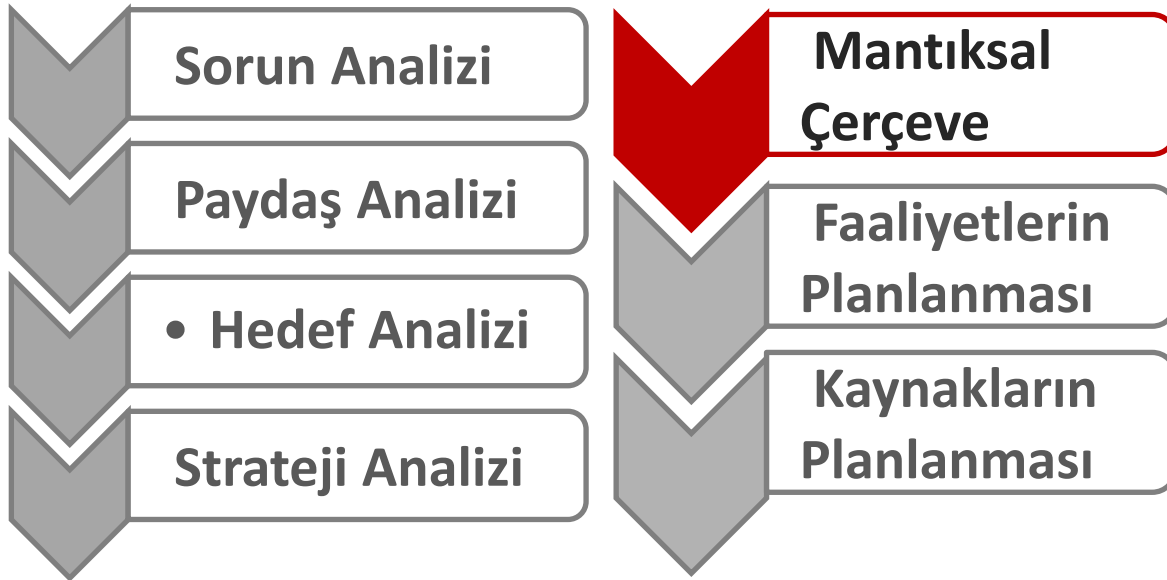 Sorun Analizi
Paydaş Analizi
• Hedef Analizi
Strateji Analizi
Mantıksal
Çerçeve
Faaliyetlerin
Planlanması
Kaynakların
Planlanması